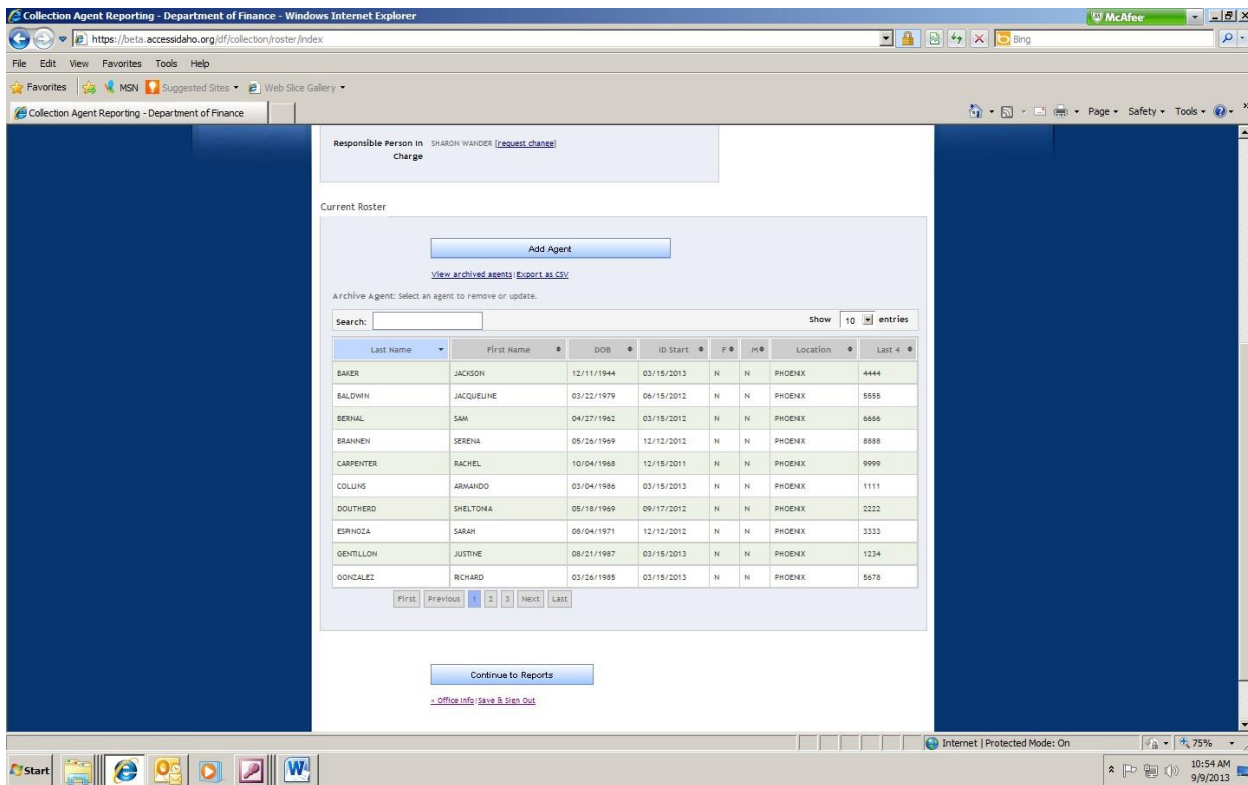 Collection Agent Reporting - Department of Finance - Windows Internet Explorer
McAfee
https://beta.accessidaho.org/df/collection/roster/index
Bing
File Edit View Favorites Tools Help
Favorites MSN Suggested Sites Web Slice Gallery
Collection Agent Reporting - Department of Finance
Page Safety Tools
Responsible Person In Charge SHARON WANDER [request change]
Current Roster
Add Agent
View archived agents | Export as CSV
Archive Agent: Select an agent to remove or update.
Search: Show 10 entries
Last Name First Name DOB ID Start F M Location Last 4
BAKER JACKSON 12/11/1944 03/15/2013 N N PHOENIX 4444
BALDWIN JACQUELINE 03/22/1979 06/15/2012 N N PHOENIX 5555
BERNAL SAM 04/27/1962 03/15/2012 N N PHOENIX 6666
BRANNEN SERENA 05/26/1969 12/12/2012 N N PHOENIX 8888
CARPENTER RACHEL 10/04/1968 12/15/2011 N N PHOENIX 9999
COLLINS ARMANDO 03/04/1986 03/15/2013 N N PHOENIX 1111
DOUTHERD SHELTONIA 05/18/1969 09/17/2012 N N PHOENIX 2222
ESPINOZA SARAH 06/04/1971 12/12/2012 N N PHOENIX 3333
GENTILLON JUSTINE 08/21/1987 03/15/2013 N N PHOENIX 1234
GONZALEZ RICHARD 03/26/1985 03/15/2013 N N PHOENIX 5678
First Previous 1 2 3 Next Last
Continue to Reports
« Office Info | Save & Sign Out
Internet | Protected Mode: On 75%
Start
10:54 AM
9/9/2013